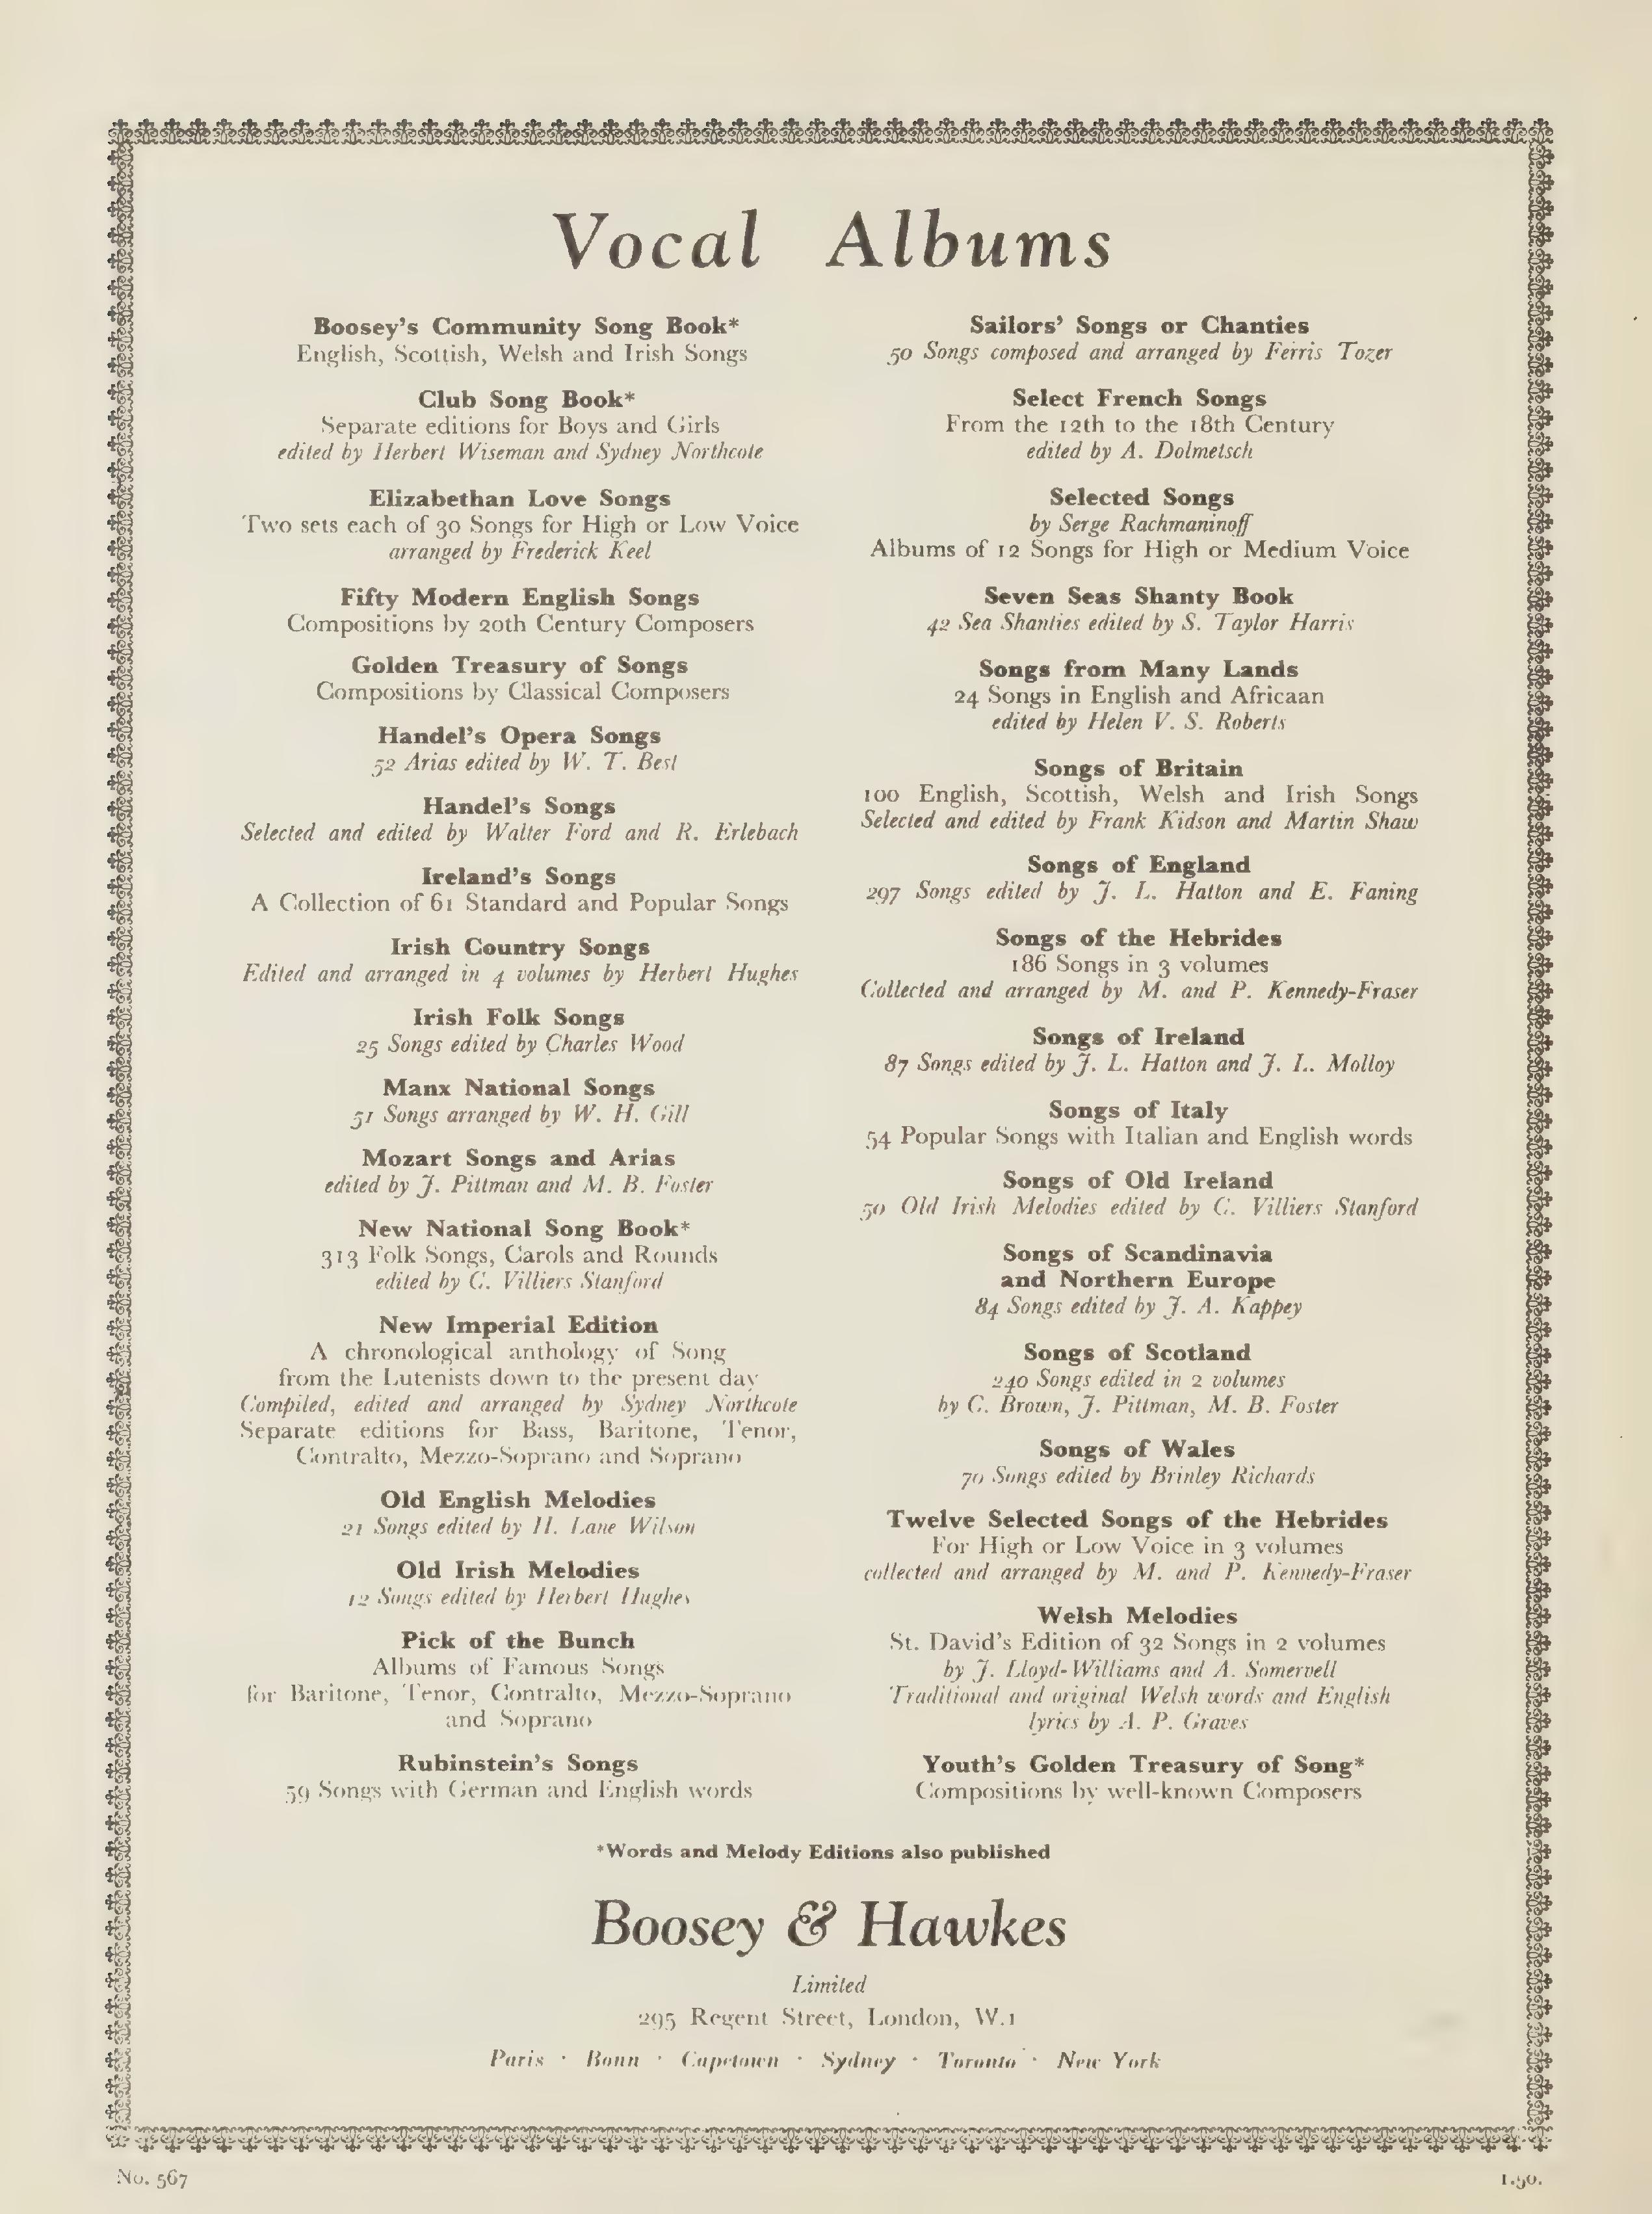 Vocal Albums
Boosey's Community Song Book*
English, Scottish, Welsh and Irish Songs
Club Song Book*
Separate editions for Boys and Girls
edited by Herbert Wiseman and Sydney Northcote
Elizabethan Love Songs
Two sets each of 30 Songs for High or Low Voice
arranged by Frederick Keel
Fifty Modern English Songs
Compositions by 20th Century Composers
Golden Treasury of Songs
Compositions by Classical Composers
Handel's Opera Songs
52 Arias edited by W. T. Best
Handel's Songs
Selected and edited by Walter Ford and R. Erlebach
Ireland's Songs
A Collection of 61 Standard and Popular Songs
Irish Country Songs
Edited and arranged in 4 volumes by Herbert Hughes
Irish Folk Songs
25 Songs edited by Charles Wood
Manx National Songs
51 Songs arranged by W. H. Gill
Mozart Songs and Arias
edited by J. Pittman and M. B. Foster
New National Song Book*
313 Folk Songs, Carols and Rounds
edited by C. Villiers Stanford
New Imperial Edition
A chronological anthology of Song
from the Lutenists down to the present day
Compiled, edited and arranged by Sydney Northcote
Separate editions for Bass, Baritone, Tenor,
Contralto, Mezzo-Soprano and Soprano
Old English Melodies
21 Songs edited by H. Lane Wilson
Old Irish Melodies
12 Songs edited by Herbert Hughes
Pick of the Bunch
Albums of Famous Songs
for Baritone, Tenor, Contralto, Mezzo-Soprano
and Soprano
Rubinstein's Songs
59 Songs with German and English words
Sailors' Songs or Chanties
50 Songs composed and arranged by Ferris Tozer
Select French Songs
From the 12th to the 18th Century
edited by A. Dolmetsch
Selected Songs
by Serge Rachmaninoff
Albums of 12 Songs for High or Medium Voice
Seven Seas Shanty Book
42 Sea Shanties edited by S. Taylor Harris
Songs from Many Lands
24 Songs in English and Africaan
edited by Helen V. S. Roberts
Songs of Britain
100 English, Scottish, Welsh and Irish Songs
Selected and edited by Frank Kidson and Martin Shaw
Songs of England
297 Songs edited by J. L. Hatton and E. Faning
Songs of the Hebrides
186 Songs in 3 volumes
Collected and arranged by M. and P. Kennedy-Fraser
Songs of Ireland
87 Songs edited by J. L. Hatton and J. L. Molloy
Songs of Italy
54 Popular Songs with Italian and English words
Songs of Old Ireland
50 Old Irish Melodies edited by C. Villiers Stanford
Songs of Scandinavia
and Northern Europe
84 Songs edited by J. A. Kappey
Songs of Scotland
240 Songs edited in 2 volumes
by C. Brown, J. Pittman, M. B. Foster
Songs of Wales
70 Songs edited by Brinley Richards
Twelve Selected Songs of the Hebrides
For High or Low Voice in 3 volumes
collected and arranged by M. and P. Kennedy-Fraser
Welsh Melodies
St. David's Edition of 32 Songs in 2 volumes
by J. Lloyd-Williams and A. Somervell
Traditional and original Welsh words and English
lyrics by A. P. Graves
Youth's Golden Treasury of Song*
Compositions by well-known Composers
*Words and Melody Editions also published
Boosey & Hawkes
Limited
295 Regent Street, London, W.1
Paris · Bonn · Capetown · Sydney · Toronto · New York
No. 567
1.50.